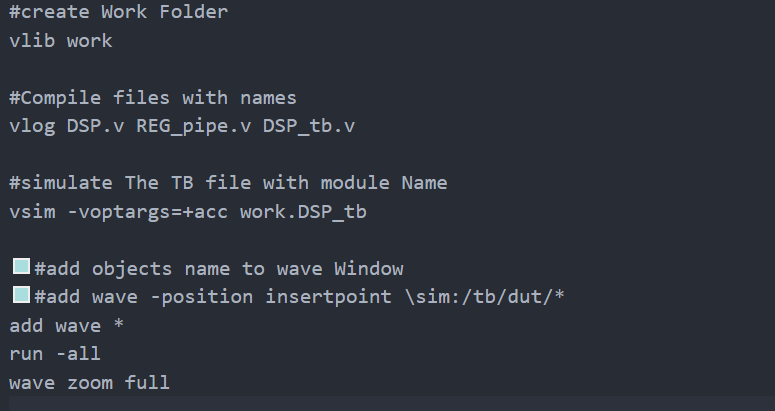 #create Work Folder
vlib work
#Compile files with names
vlog DSP.v REG_pipe.v DSP_tb.v
#simulate The TB file with module Name
vsim -voptargs=+acc work.DSP_tb
#add objects name to wave Window
#add wave -position insertpoint \sim:/tb/dut/*
add wave *
run -all
wave zoom full